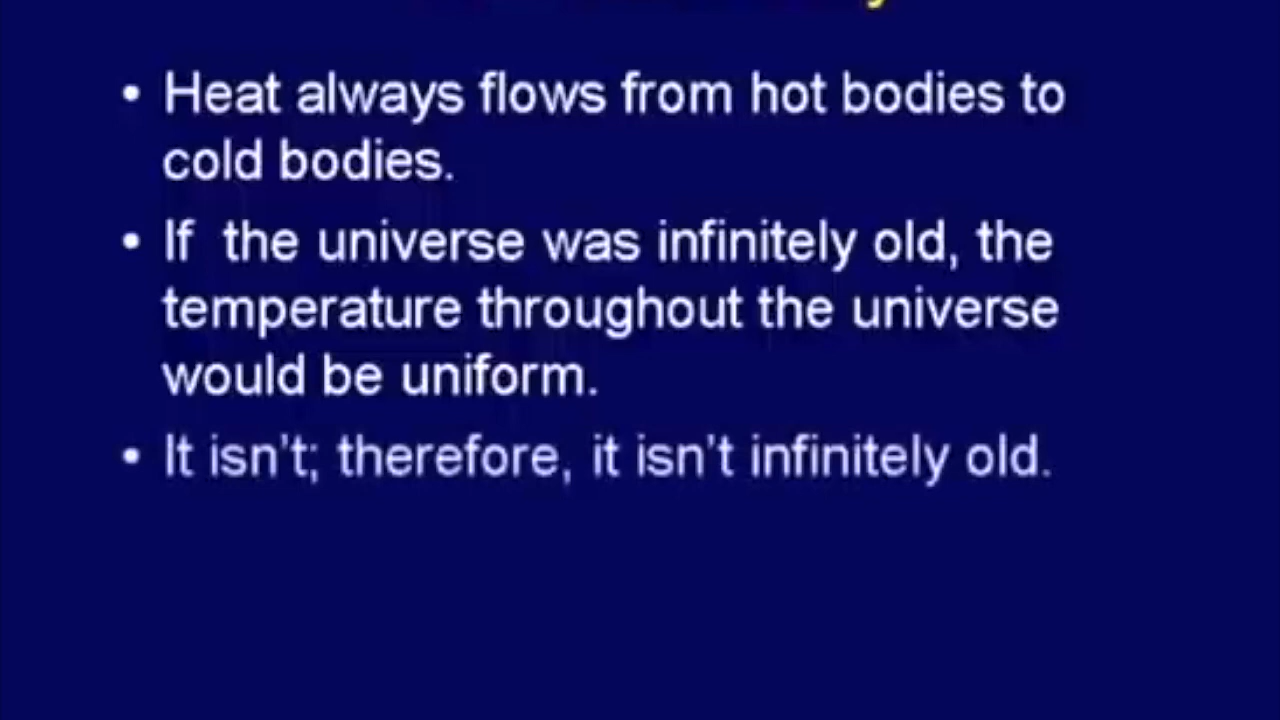 • Heat always flows from hot bodies to
cold bodies.
• If  the universe was infinitely old, the
temperature throughout the universe
would be uniform.
• It isn't; therefore, it isn't infinitely old.